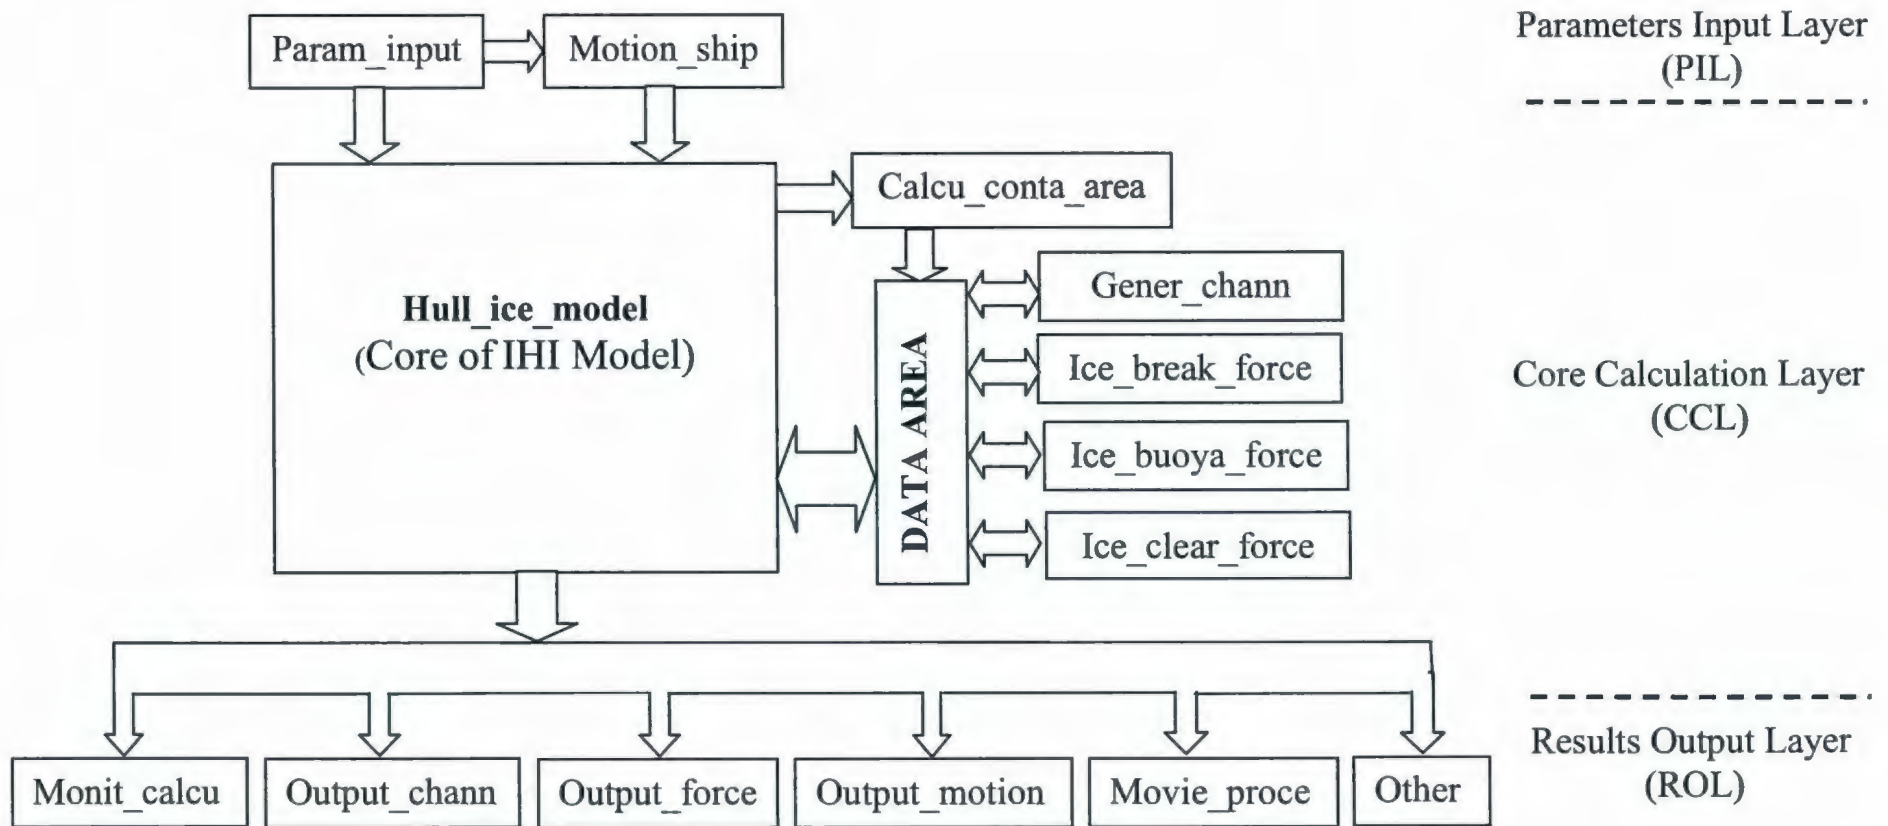 Param_input
Motion_ship
Parameters Input Layer
(PIL)
Calcu_conta_area
Hull_ice_model
(Core of IHI Model)
DATA AREA
Gener_chann
Ice_break_force
Ice_buoya_force
Ice_clear_force
Core Calculation Layer
(CCL)
Results Output Layer
(ROL)
Monit_calcu
Output_chann
Output_force
Output_motion
Movie_proce
Other